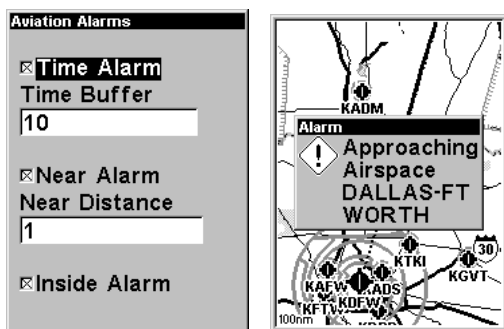 Aviation Alarms
Time Alarm
Time Buffer
10
Near Alarm
Near Distance
1
Inside Alarm
KADM
Alarm
Approaching
Airspace
DALLAS-FT
WORTH
KTKI
30
KGVT
KAFW
KADS
KFTW
KDFW
100nm